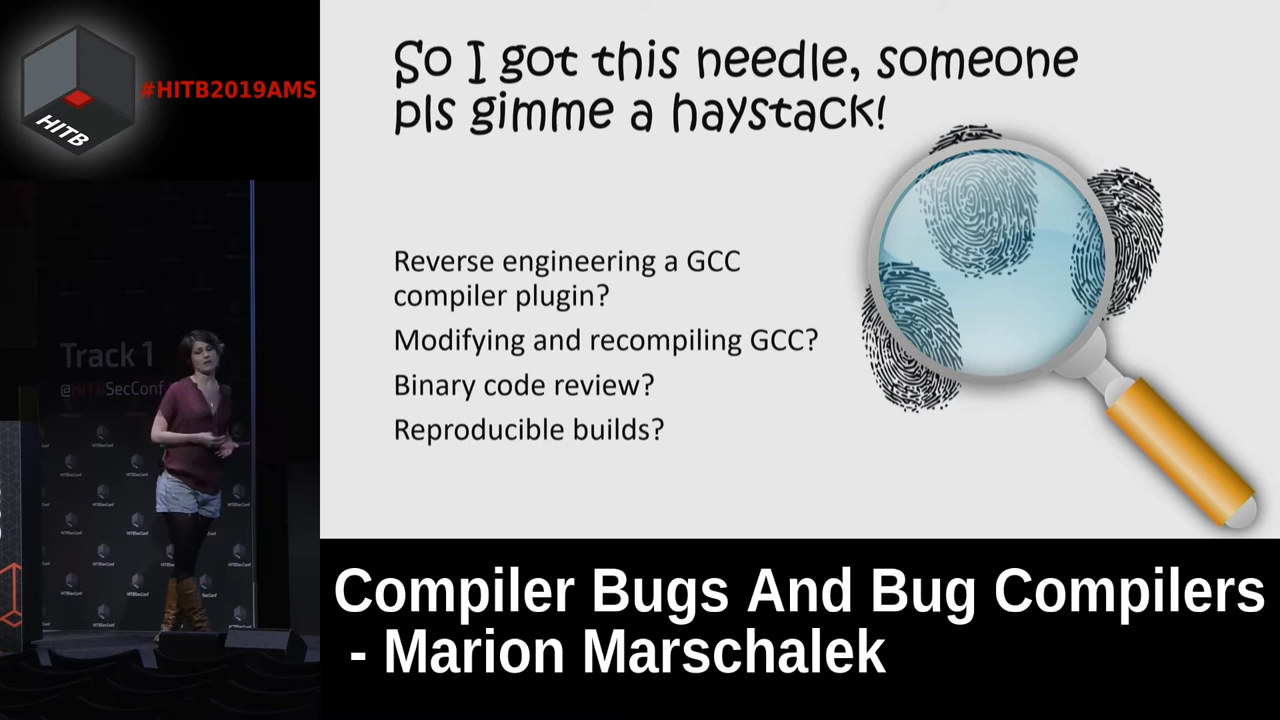 #HITB2019AMS
HITB
So I got this needle, someone
pls gimme a haystack!
Reverse engineering a GCC
compiler plugin?
Modifying and recompiling GCC?
Binary code review?
Reproducible builds?
Track 1
@HITBSecConf
Compiler Bugs And Bug Compilers
- Marion Marschalek